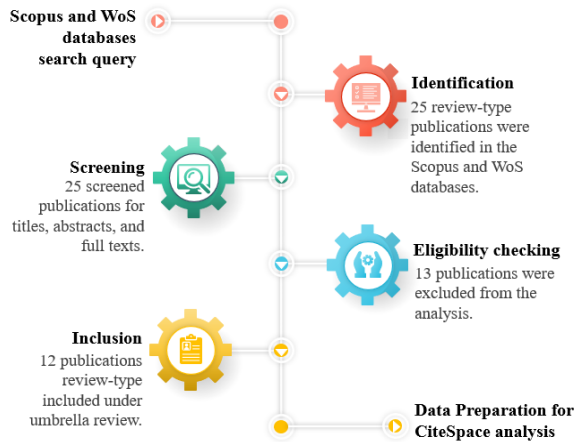 Scopus and WoS
databases
search query
Identification
25 review-type
publications were
identified in the
Scopus and WoS
databases.
Screening
25 screened
publications for
titles, abstracts, and
full texts.
Eligibility checking
13 publications were
excluded from the
analysis.
Inclusion
12 publications
review-type
included under
umbrella review.
Data Preparation for
CiteSpace analysis